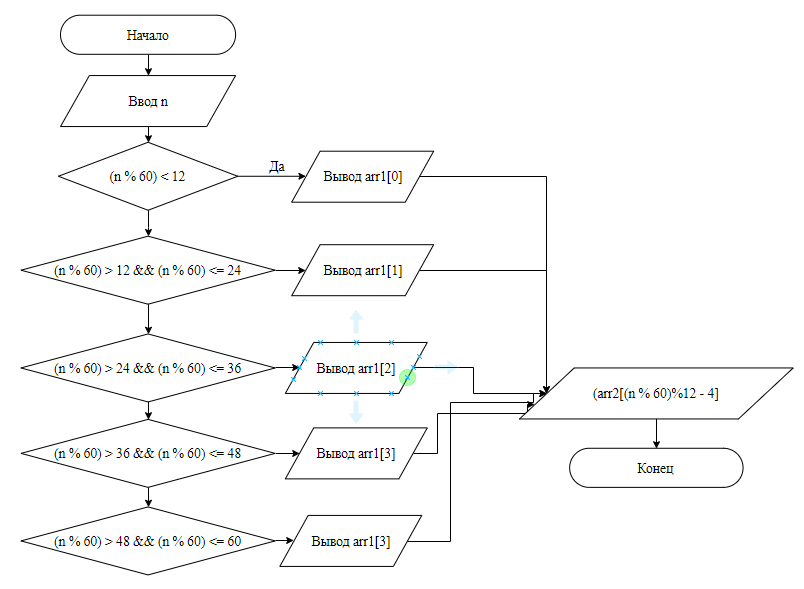 Начало
Ввод n
(n % 60) < 12
Да
Вывод arr1[0]
(n % 60) > 12 && (n % 60) <= 24
Вывод arr1[1]
(n % 60) > 24 && (n % 60) <= 36
Вывод arr1[2]
(arr2[(n % 60)%12 - 4]
(n % 60) > 36 && (n % 60) <= 48
Вывод arr1[3]
Конец
(n % 60) > 48 && (n % 60) <= 60
Вывод arr1[3]